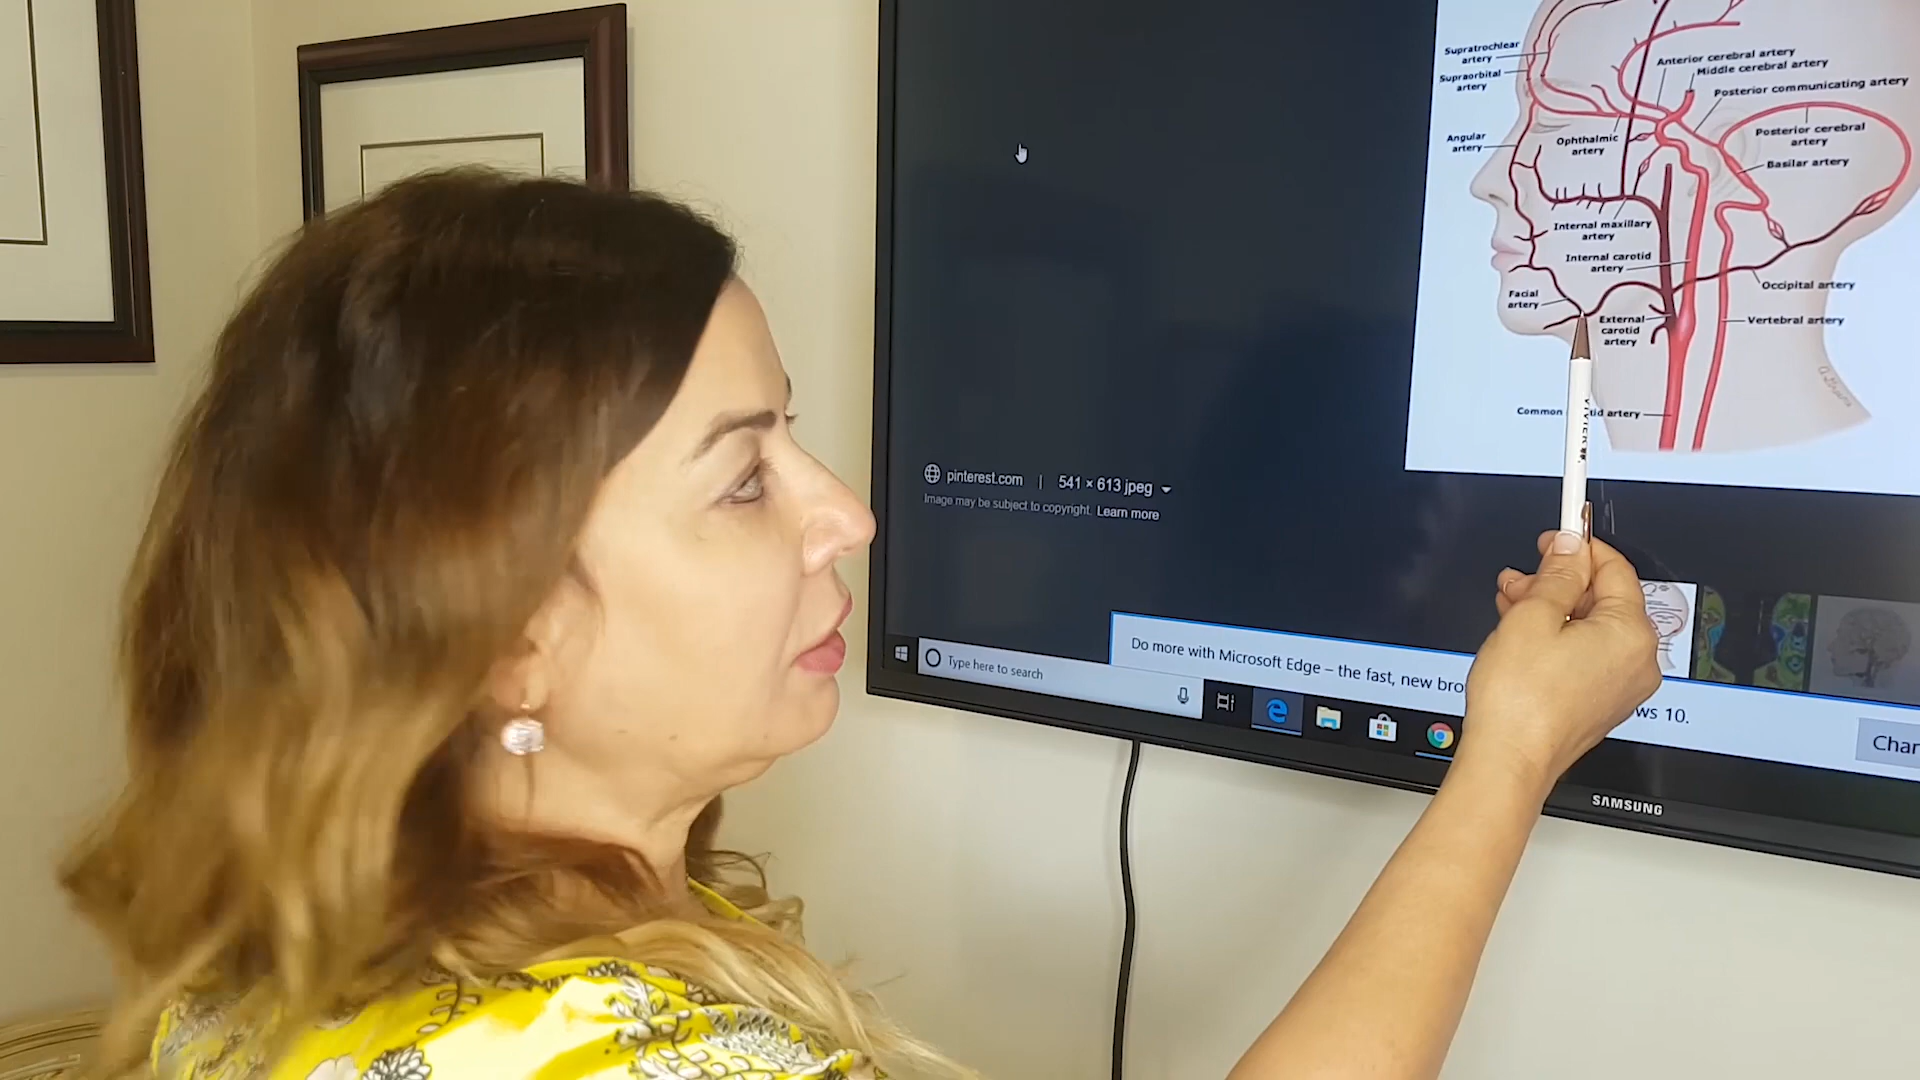 Supratrochlear
artery
Supraorbital
artery
Angular
artery
Anterior cerebral artery
Middle cerebral artery
Posterior communicating artery
Ophthalmic
artery
Posterior cerebral
artery
Basilar artery
Internal maxillary
artery
Internal carotid
artery
Facial
artery
External
carotid
artery
Occipital artery
Vertebral artery
Common
artery
pinterest.com | 541 × 613 jpeg
Image may be subject to copyright. Learn more
Do more with Microsoft Edge – the fast, new bro
ws 10.
Type here to search
Char
SAMSUNG